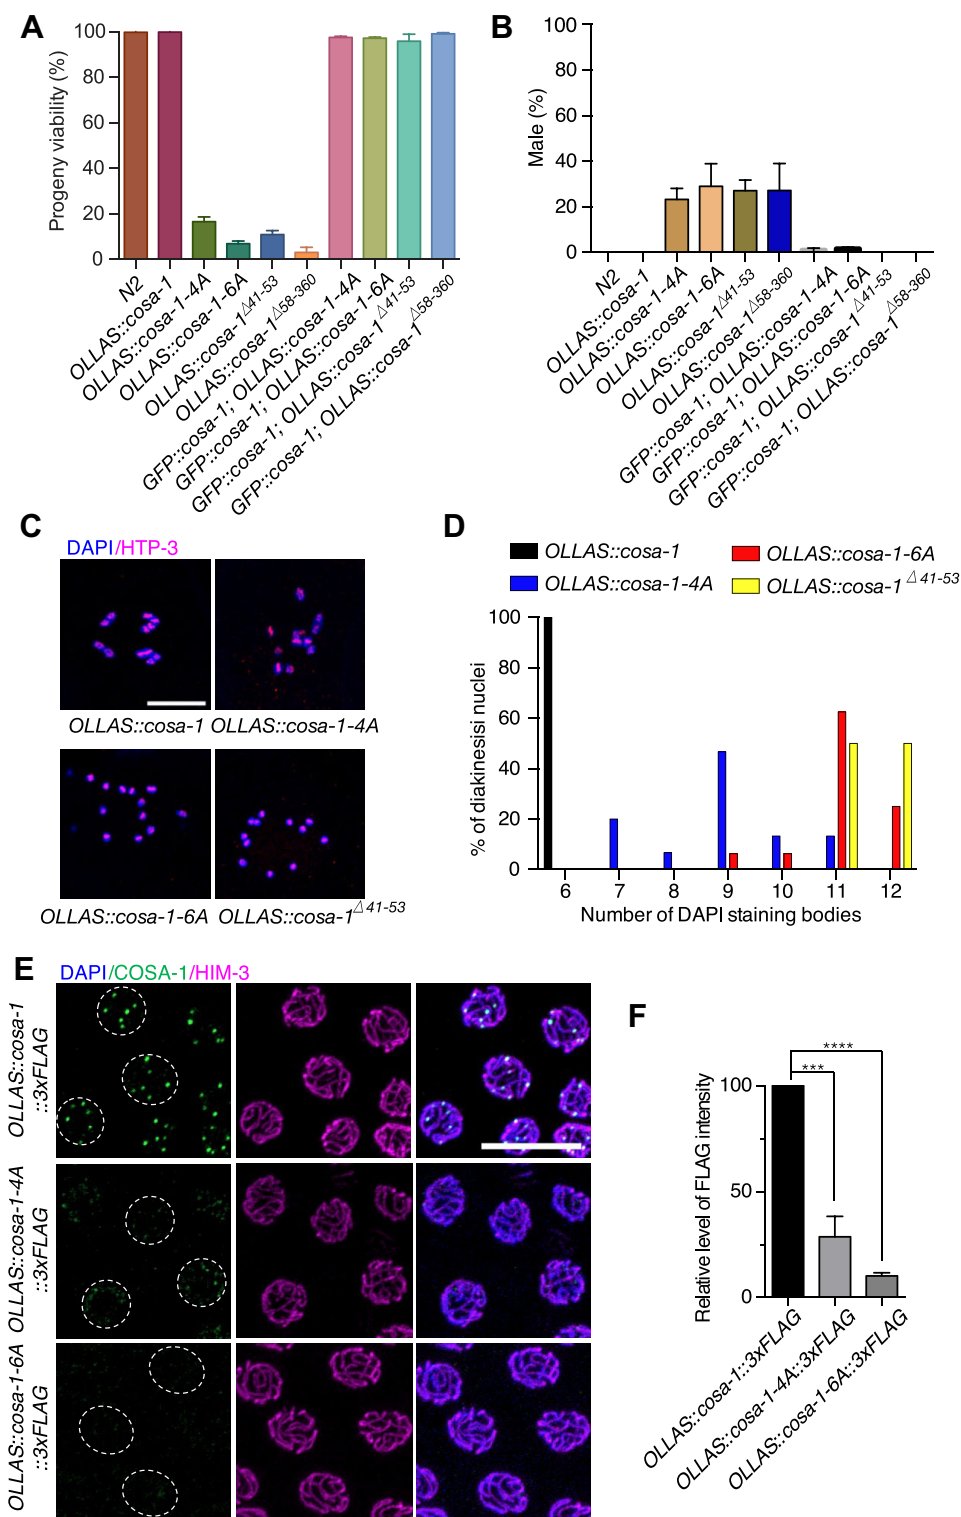 A
Progeny viability (%)
100
80
60
40
20
0
N2
OLLAS::cosa-1
OLLAS::cosa-1-4A
OLLAS::cosa-1-6A
OLLAS::cosa-1Δ41-53
OLLAS::cosa-1Δ58-360
GFP::cosa-1; OLLAS::cosa-1-4A
GFP::cosa-1; OLLAS::cosa-1-6A
GFP::cosa-1; OLLAS::cosa-1Δ41-53
GFP::cosa-1; OLLAS::cosa-1Δ58-360
B
Male (%)
100
80
60
40
20
0
N2
OLLAS::cosa-1
OLLAS::cosa-1-4A
OLLAS::cosa-1-6A
OLLAS::cosa-1Δ41-53
OLLAS::cosa-1Δ58-360
GFP::cosa-1; OLLAS::cosa-1-4A
GFP::cosa-1; OLLAS::cosa-1-6A
GFP::cosa-1; OLLAS::cosa-1Δ41-53
GFP::cosa-1; OLLAS::cosa-1Δ58-360
C
DAPI/HTP-3
OLLAS::cosa-1
OLLAS::cosa-1-4A
OLLAS::cosa-1-6A
OLLAS::cosa-1Δ41-53
D
OLLAS::cosa-1
OLLAS::cosa-1-4A
OLLAS::cosa-1-6A
OLLAS::cosa-1Δ41-53
% of diakinesisi nuclei
100
80
60
40
20
0
6 7 8 9 10 11 12
Number of DAPI staining bodies
E
DAPI/COSA-1/HIM-3
OLLAS::cosa-1
::3xFLAG
OLLAS::cosa-1-4A
::3xFLAG
OLLAS::cosa-1-6A
::3xFLAG
F
Relative level of FLAG intensity
100
50
0
****
***
OLLAS::cosa-1::3xFLAG
OLLAS::cosa-1-4A::3xFLAG
OLLAS::cosa-1-6A::3xFLAG